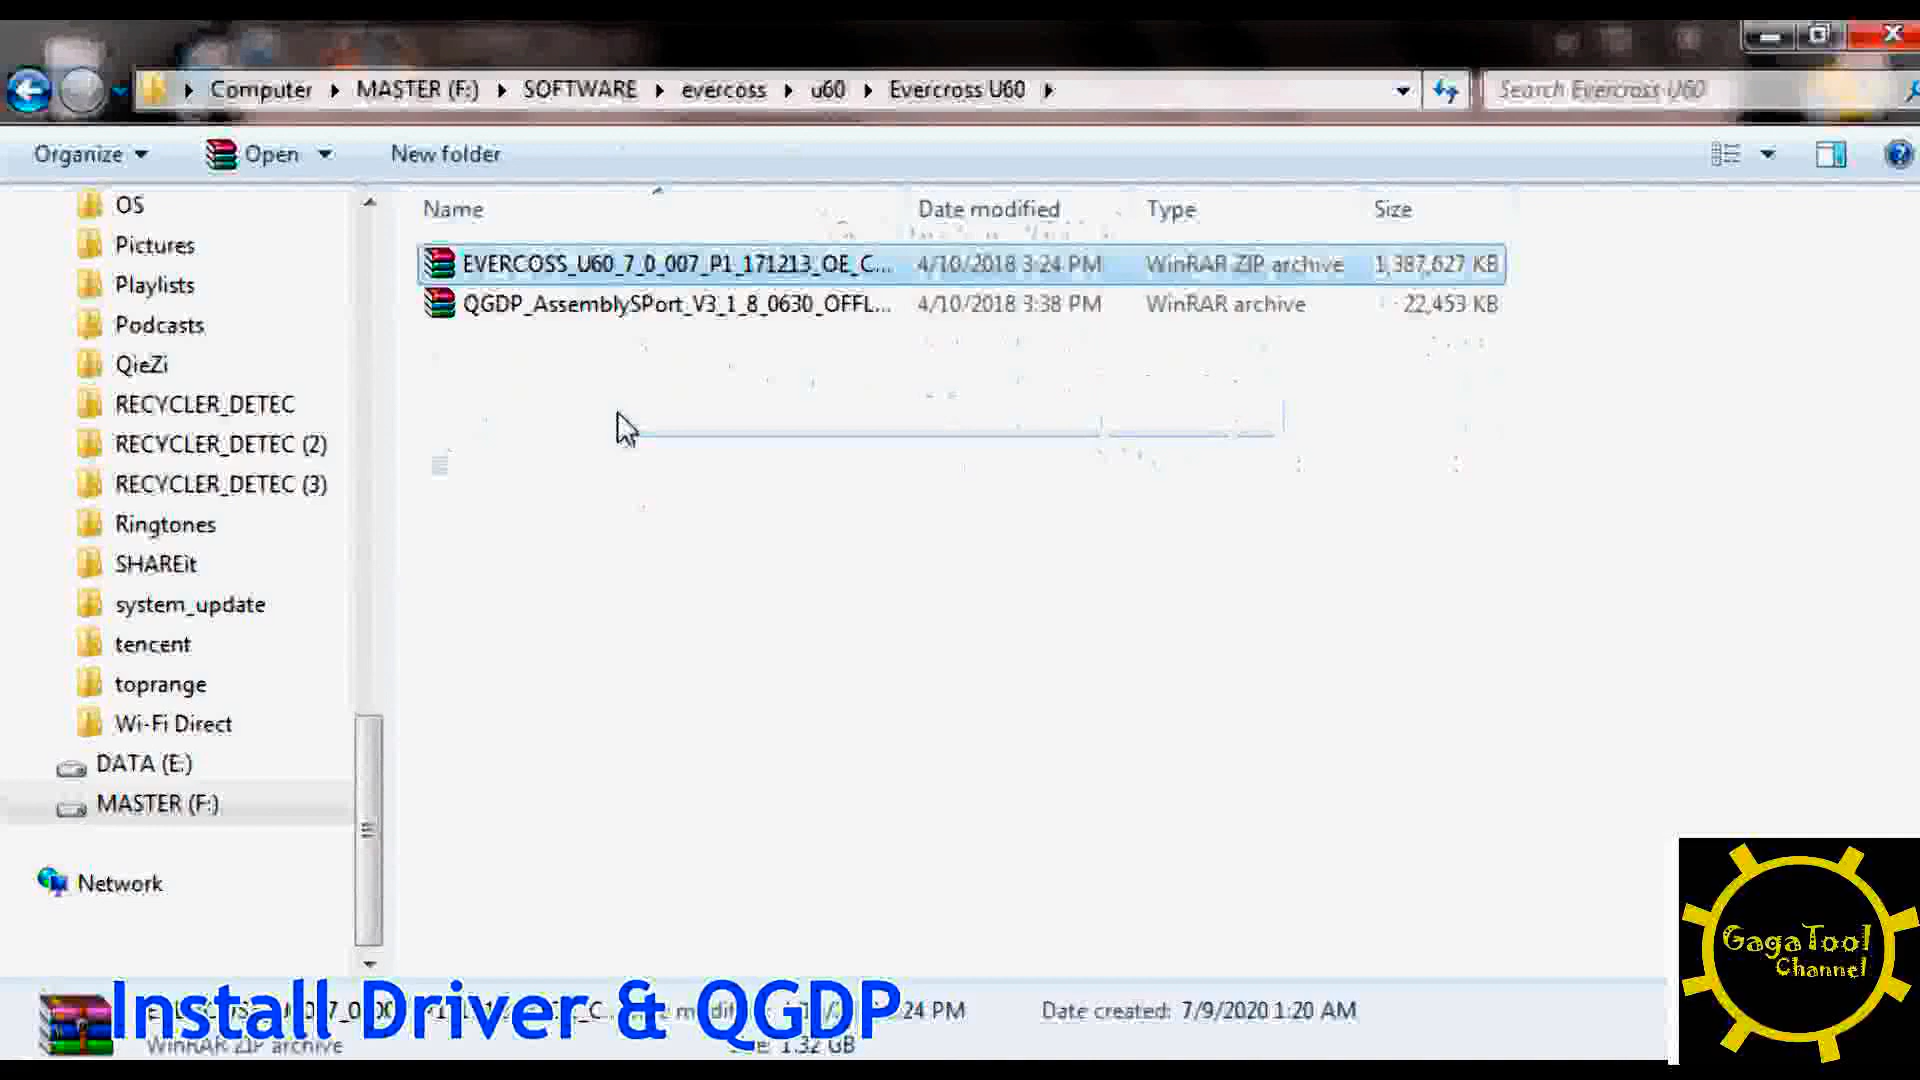 Computer MASTER (F:) SOFTWARE evercoss u60 Evercross U60
Search Evercross U60
Organize Open New folder
Name Date modified Type Size
EVERCOSS_U60_7_0_007_P1_171213_OE_C... 4/10/2018 3:24 PM WinRAR ZIP archive 1,387,627 KB
QGDP_AssemblySPort_V3_1_8_0630_OFFL... 4/10/2018 3:38 PM WinRAR archive 22,453 KB
OS
Pictures
Playlists
Podcasts
QieZi
RECYCLER_DETEC
RECYCLER_DETEC (2)
RECYCLER_DETEC (3)
Ringtones
SHAREit
system_update
tencent
toprange
Wi-Fi Direct
DATA (E:)
MASTER (F:)
Network
Install Driver & QGDP
24 PM Date created: 7/9/2020 1:20 AM
WinRAR ZIP archive 1.32 GB
GagaTool
Channel